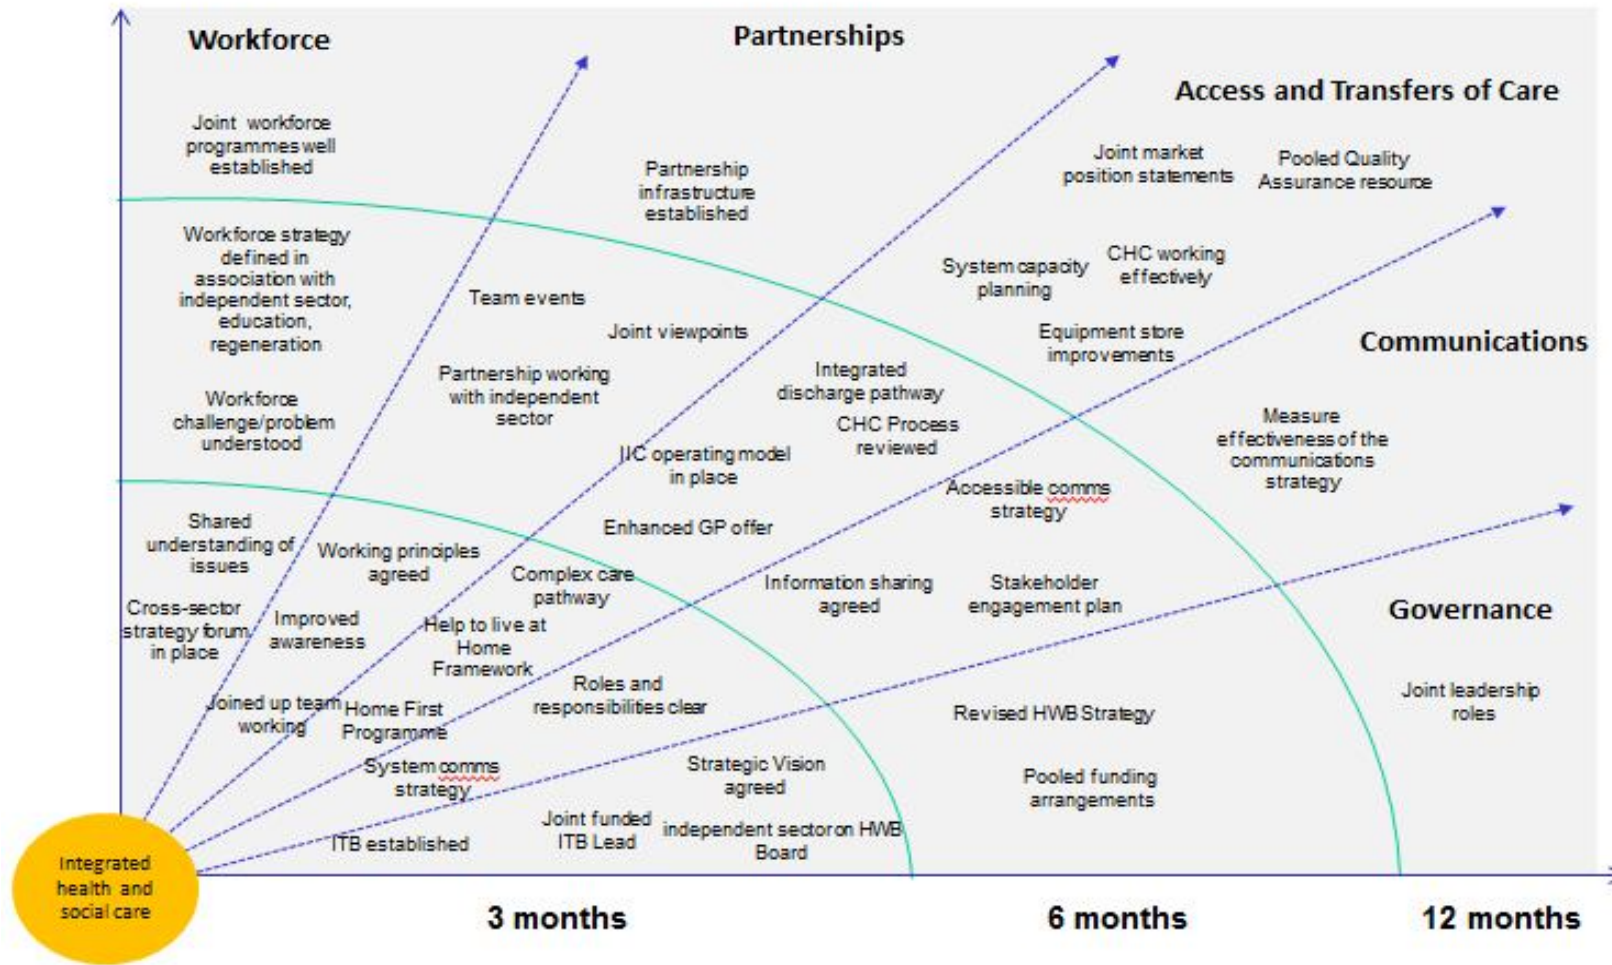 Workforce
Partnerships
Access and Transfers of Care
Joint workforce
programmes well
established
Partnership
infrastructure
established
Joint market
position statements
Pooled Quality
Assurance resource
Workforce strategy
defined in
association with
independent sector,
education,
regeneration
Team events
Joint viewpoints
System capacity
planning
CHC working
effectively
Equipment store
improvements
Communications
Workforce
challenge/problem
understood
Partnership working
with independent
sector
Integrated
discharge pathway
CHC Process
reviewed
IIC operating model
in place
Measure
effectiveness of the
communications
strategy
Accessible comms
strategy
Shared
understanding of
issues
Working principles
agreed
Enhanced GP offer
Complex care
pathway
Information sharing
agreed
Stakeholder
engagement plan
Governance
Cross-sector
strategy forum
in place
Improved
awareness
Help to live at
Home
Framework
Roles and
responsibilities clear
Joined up team
working
Home First
Programme
Revised HWB Strategy
Joint leadership
roles
System comms
strategy
Strategic Vision
agreed
Pooled funding
arrangements
ITB established
Joint funded
ITB Lead
independent sector on HWB
Board
Integrated
health and
social care
3 months
6 months
12 months